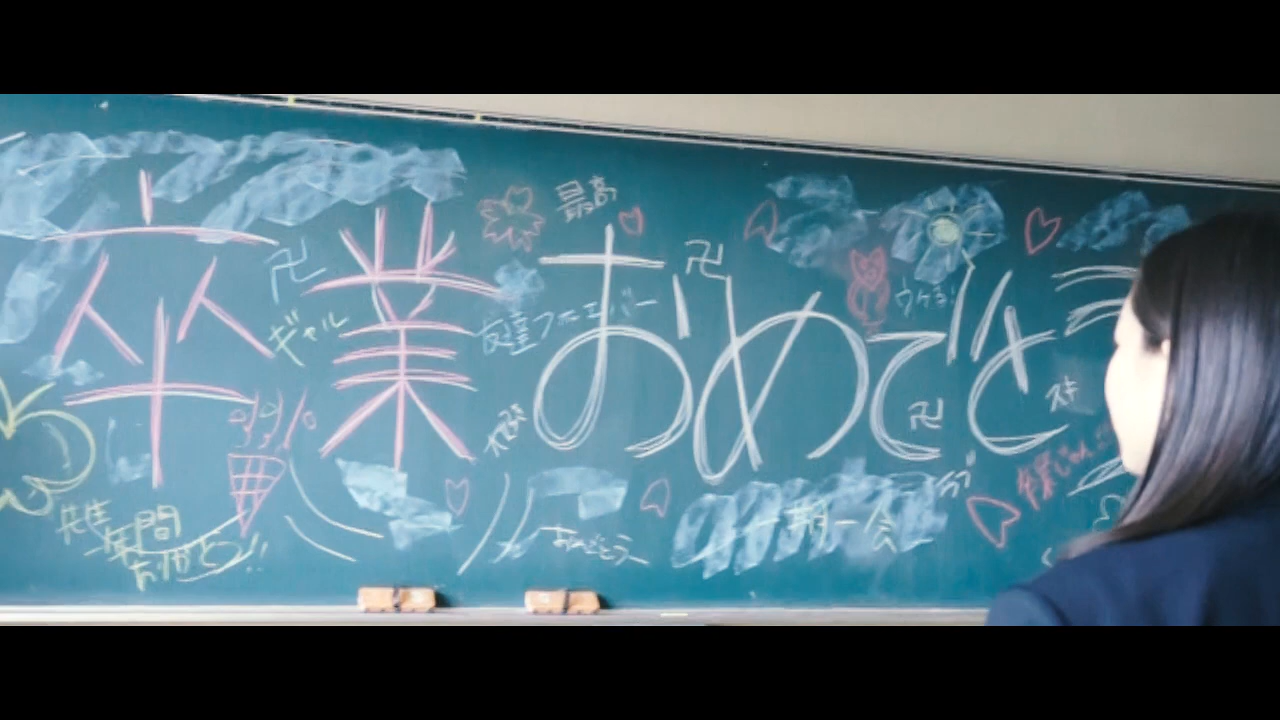 卒業おめでとう
最高
卍
卍
ギャル
友達フォーエバー
ウケる!
卍
スキ
先生
一年間
ありがとう!!
ありがとう
一期一会